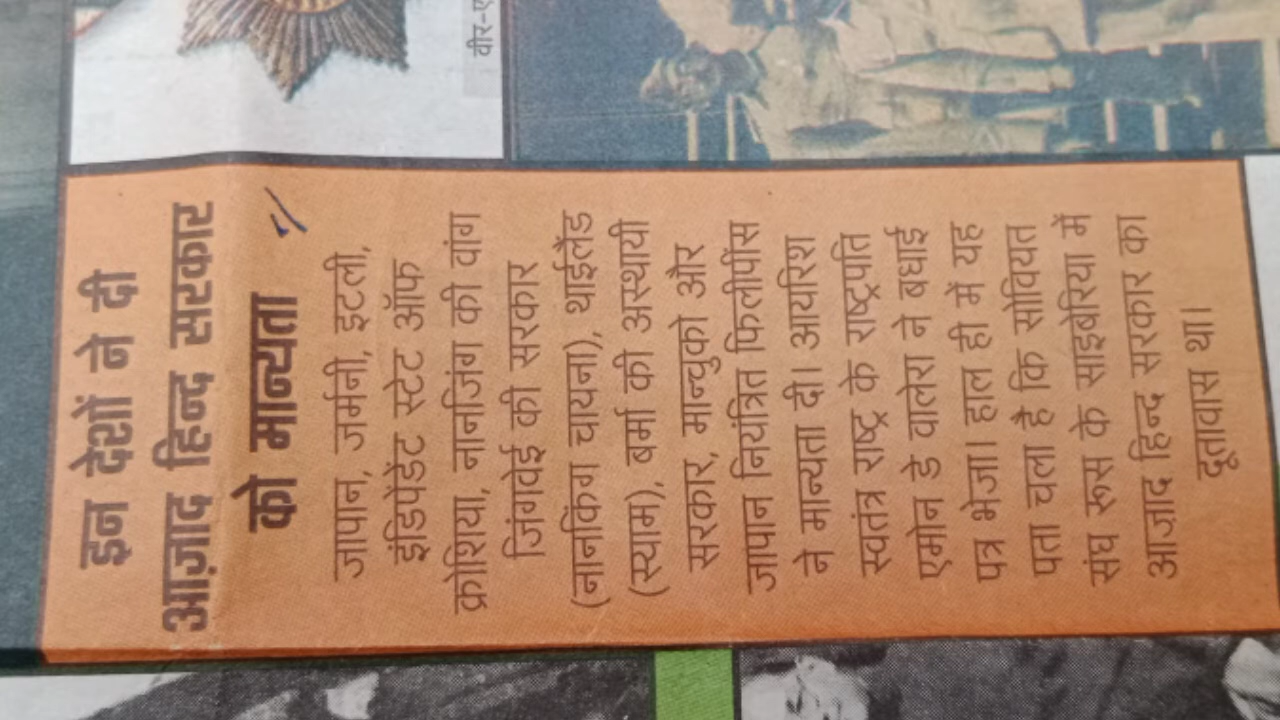 वीर-ए
इन देशों ने दी
आज़ाद हिन्द सरकार
को मान्यता
जापान, जर्मनी, इटली,
इंडिपेंडेंट स्टेट ऑफ
क्रोशिया, नानजिंग की वांग
जिंगवेई की सरकार
(नानकिंग चायना), थाईलैंड
(स्याम), बर्मा की अस्थायी
सरकार, मान्चुको और
जापान नियंत्रित फिलीपींस
ने मान्यता दी। आयरिश
स्वतंत्र राष्ट्र के राष्ट्रपति
एमोन डे वालेरा ने बधाई
पत्र भेजा। हाल ही में यह
पता चला है कि सोवियत
संघ रूस के साइबेरिया में
आजाद हिन्द सरकार का
दूतावास था।